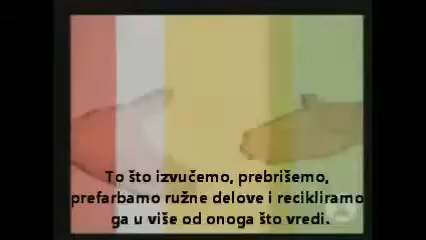 To što izvučemo, prebrišemo,
prefarbamo ružne delove i recikliramo
ga u više od onoga što vredi.